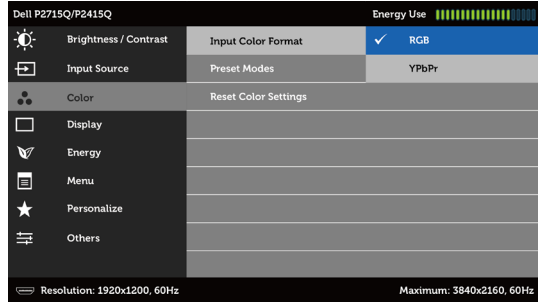 Dell P2715Q/P2415Q
Energy Use
Brightness / Contrast
Input Color Format
RGB
Input Source
Preset Modes
YPbPr
Color
Reset Color Settings
Display
Energy
Menu
Personalize
Others
Resolution: 1920x1200, 60Hz
Maximum: 3840x2160, 60Hz